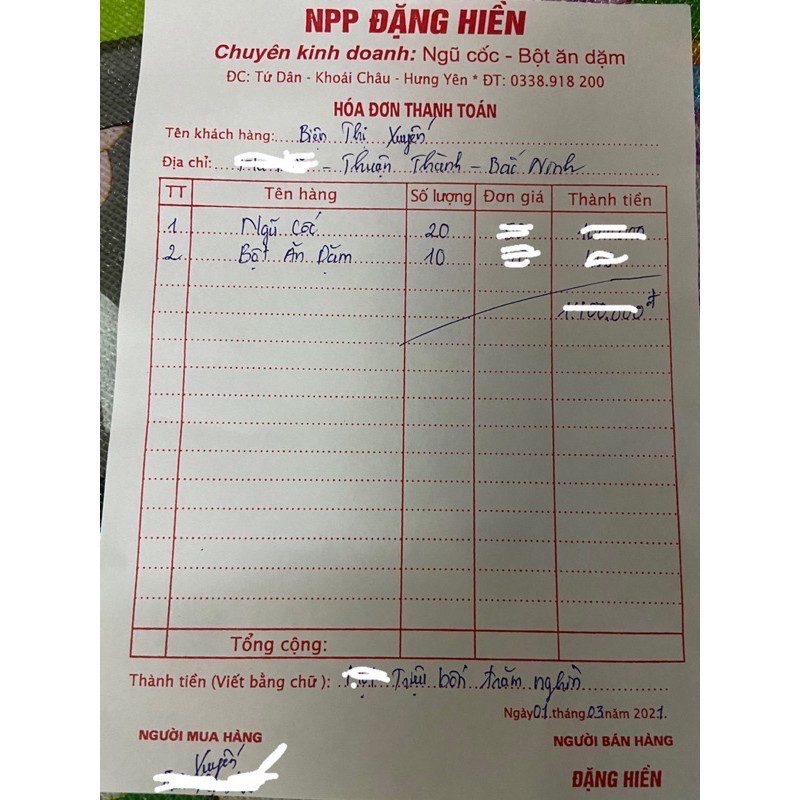 NPP ĐẶNG HIỀN
Chuyên kinh doanh: Ngũ cốc - Bột ăn dặm
ĐC: Tứ Dân - Khoái Châu - Hưng Yên * ĐT: 0338.918 200
HÓA ĐƠN THANH TOÁN
Tên khách hàng: Biện Thị Xuyến
Địa chỉ: - Thuận Thành - Bắc Ninh
TT Tên hàng Số lượng Đơn giá Thành tiền
1 Ngũ cốc 20
2 Bột Ăn Dặm 10
Tổng cộng:
Thành tiền (Viết bằng chữ): Triệu bốn trăm nghìn
Ngày 01 tháng 03 năm 2021.
NGƯỜI MUA HÀNG NGƯỜI BÁN HÀNG
Xuyến
ĐẶNG HIỀN